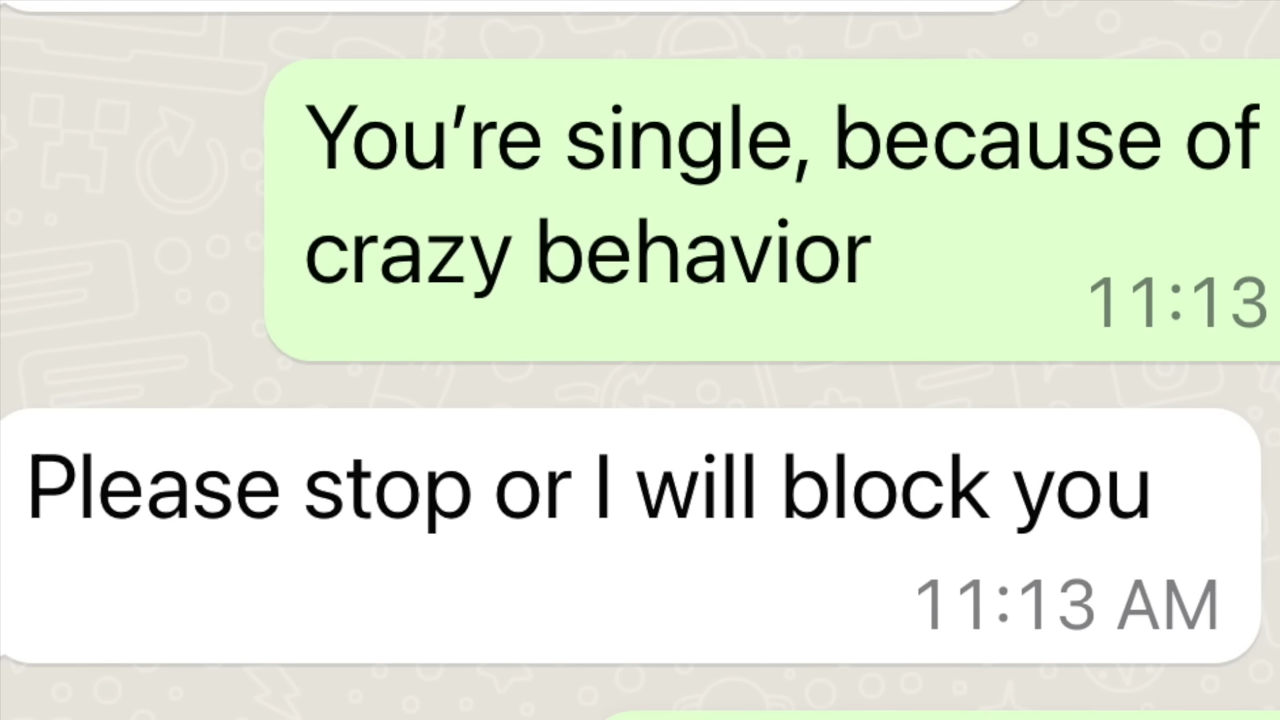 You’re single, because of
crazy behavior
11:13
Please stop or I will block you
11:13 AM